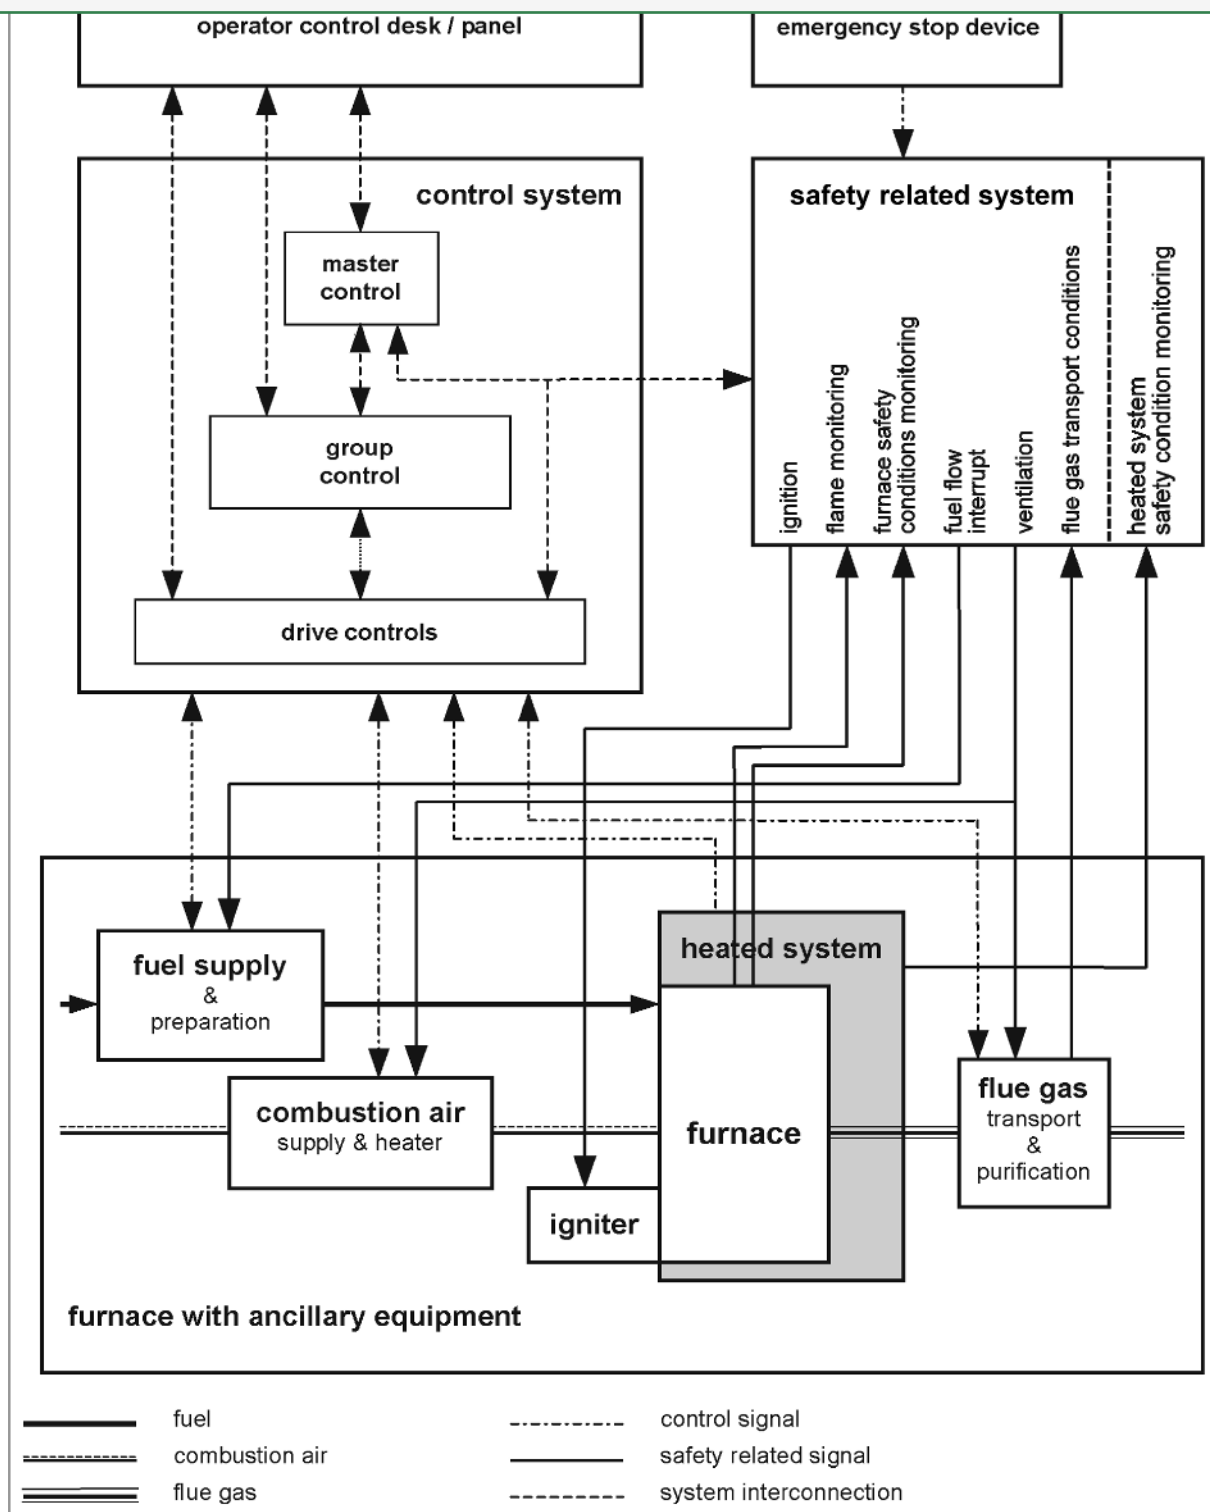 operator control desk / panel
emergency stop device
control system
safety related system
master
control
group
control
drive controls
ignition
flame monitoring
furnace safety
conditions monitoring
fuel flow
interrupt
ventilation
flue gas transport conditions
heated system
safety condition monitoring
fuel supply
&
preparation
heated system
combustion air
supply & heater
furnace
flue gas
transport
&
purification
igniter
furnace with ancillary equipment
fuel
combustion air
flue gas
control signal
safety related signal
system interconnection